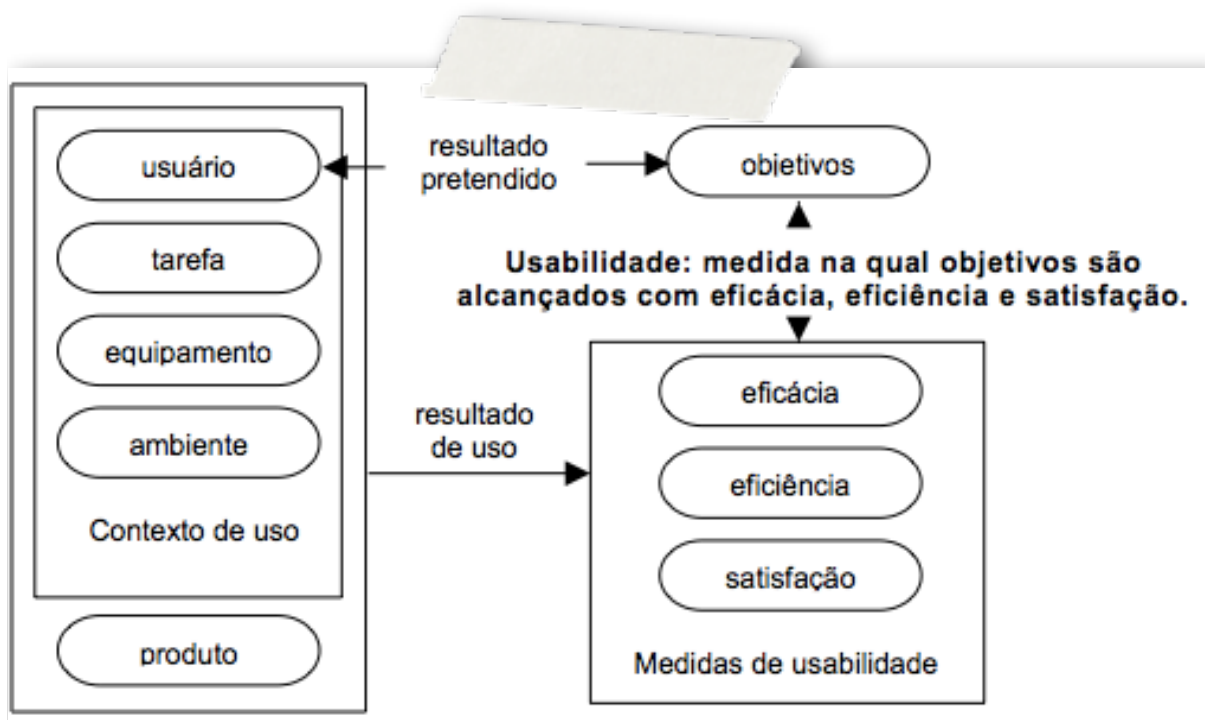 usuário
tarefa
equipamento
ambiente
Contexto de uso
produto
resultado
pretendido
objetivos
Usabilidade: medida na qual objetivos são
alcançados com eficácia, eficiência e satisfação.
resultado
de uso
eficácia
eficiência
satisfação
Medidas de usabilidade